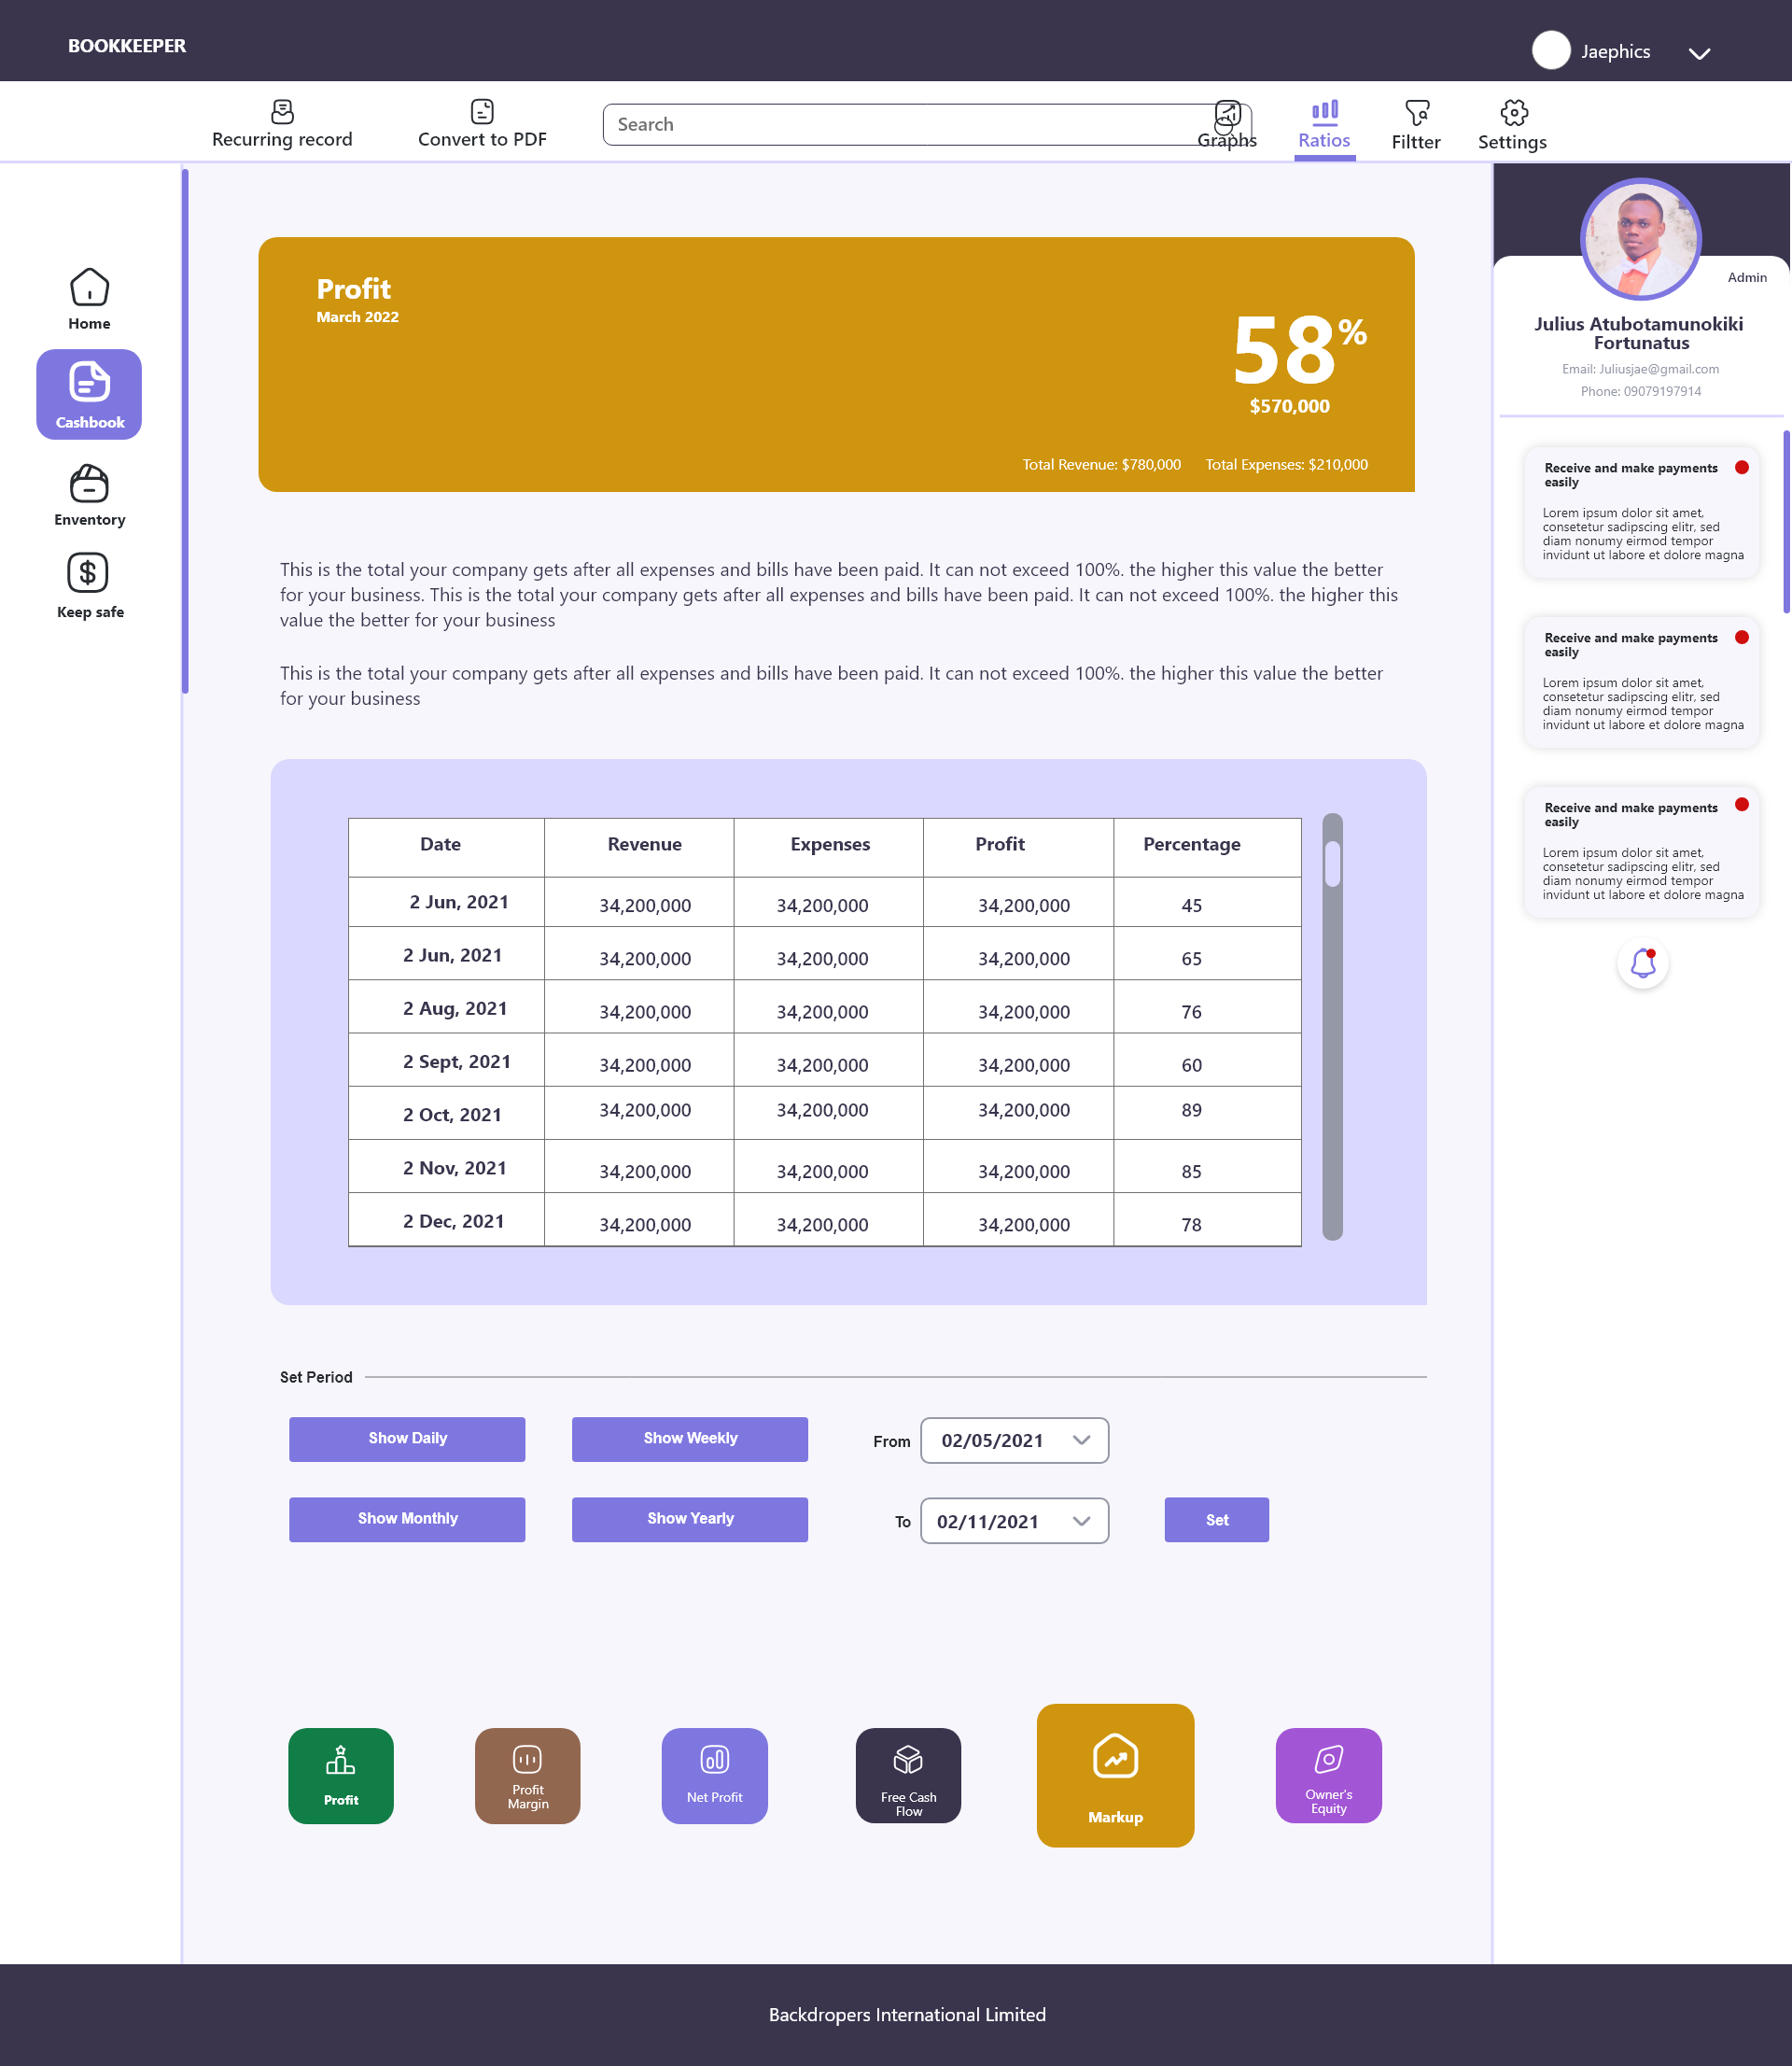 BOOKKEEPER
Jaephics
Recurring record
Convert to PDF
Search
Graphs
Ratios
Filtter
Settings
Home
Cashbook
Enventory
Keep safe
Profit
March 2022
58%
$570,000
Total Revenue: $780,000 Total Expenses: $210,000
This is the total your company gets after all expenses and bills have been paid. It can not exceed 100%. the higher this value the better
for your business. This is the total your company gets after all expenses and bills have been paid. It can not exceed 100%. the higher this
value the better for your business
This is the total your company gets after all expenses and bills have been paid. It can not exceed 100%. the higher this value the better
for your business
Date Revenue Expenses Profit Percentage
2 Jun, 2021 34,200,000 34,200,000 34,200,000 45
2 Jun, 2021 34,200,000 34,200,000 34,200,000 65
2 Aug, 2021 34,200,000 34,200,000 34,200,000 76
2 Sept, 2021 34,200,000 34,200,000 34,200,000 60
2 Oct, 2021 34,200,000 34,200,000 34,200,000 89
2 Nov, 2021 34,200,000 34,200,000 34,200,000 85
2 Dec, 2021 34,200,000 34,200,000 34,200,000 78
Set Period
Show Daily Show Weekly From 02/05/2021
Show Monthly Show Yearly To 02/11/2021 Set
Profit
Profit
Margin
Net Profit
Free Cash
Flow
Markup
Owner's
Equity
Admin
Julius Atubotamunokiki
Fortunatus
Email: Juliusjae@gmail.com
Phone: 09079197914
Receive and make payments
easily
Lorem ipsum dolor sit amet,
consetetur sadipscing elitr, sed
diam nonumy eirmod tempor
invidunt ut labore et dolore magna
Receive and make payments
easily
Lorem ipsum dolor sit amet,
consetetur sadipscing elitr, sed
diam nonumy eirmod tempor
invidunt ut labore et dolore magna
Receive and make payments
easily
Lorem ipsum dolor sit amet,
consetetur sadipscing elitr, sed
diam nonumy eirmod tempor
invidunt ut labore et dolore magna
Backdropers International Limited